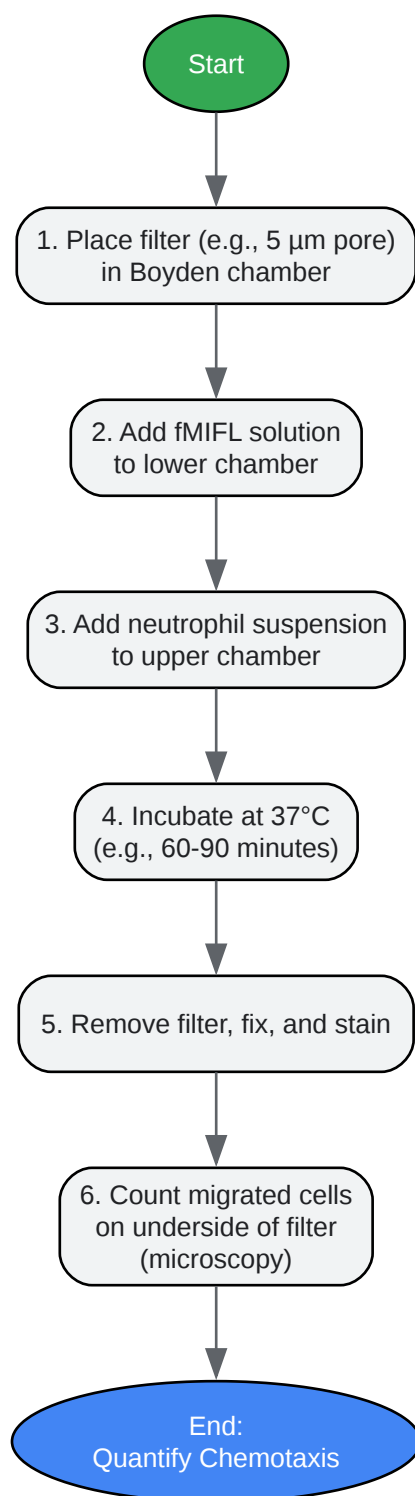 Start
1. Place filter (e.g., 5 µm pore)
in Boyden chamber
2. Add fMIFL solution
to lower chamber
3. Add neutrophil suspension
to upper chamber
4. Incubate at 37°C
(e.g., 60-90 minutes)
5. Remove filter, fix, and stain
6. Count migrated cells
on underside of filter
(microscopy)
End:
Quantify Chemotaxis